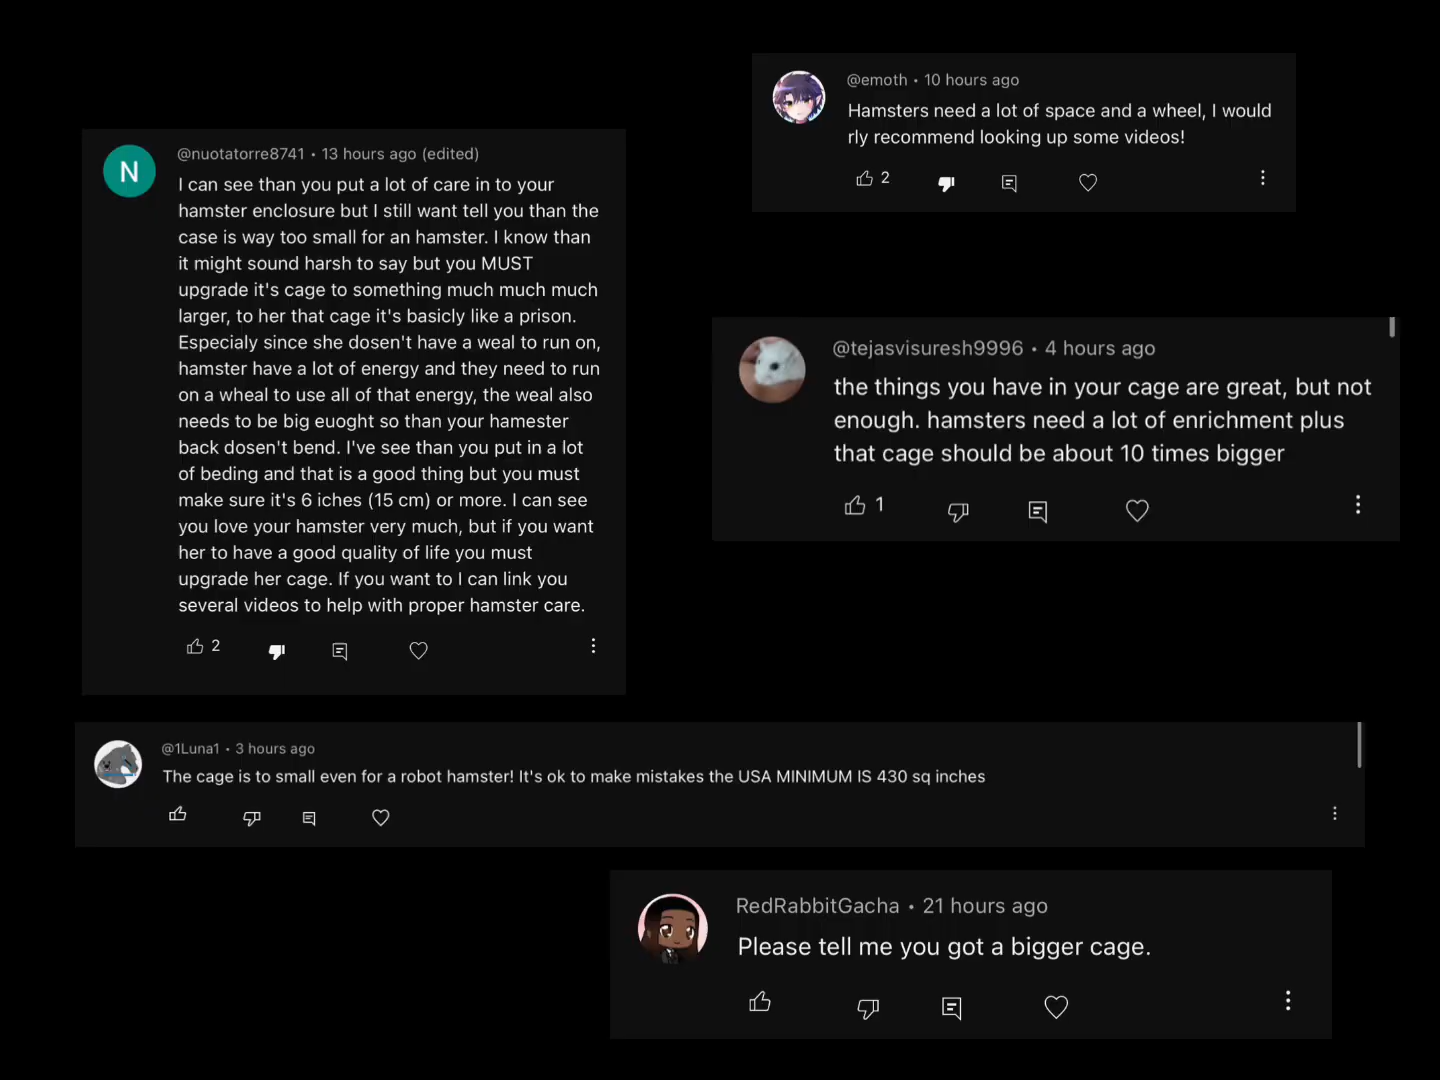 @emoth • 10 hours ago
Hamsters need a lot of space and a wheel, I would
rly recommend looking up some videos!
2
N
@nuotatorre8741 • 13 hours ago (edited)
I can see than you put a lot of care in to your
hamster enclosure but I still want tell you than the
case is way too small for an hamster. I know than
it might sound harsh to say but you MUST
upgrade it's cage to something much much much
larger, to her that cage it's basicly like a prison.
Especialy since she dosen't have a weal to run on,
hamster have a lot of energy and they need to run
on a wheal to use all of that energy, the weal also
needs to be big euoght so than your hamester
back dosen't bend. I've see than you put in a lot
of beding and that is a good thing but you must
make sure it's 6 iches (15 cm) or more. I can see
you love your hamster very much, but if you want
her to have a good quality of life you must
upgrade her cage. If you want to I can link you
several videos to help with proper hamster care.
2
@tejasvisuresh9996 • 4 hours ago
the things you have in your cage are great, but not
enough. hamsters need a lot of enrichment plus
that cage should be about 10 times bigger
1
@1Luna1 • 3 hours ago
The cage is to small even for a robot hamster! It's ok to make mistakes the USA MINIMUM IS 430 sq inches
RedRabbitGacha • 21 hours ago
Please tell me you got a bigger cage.